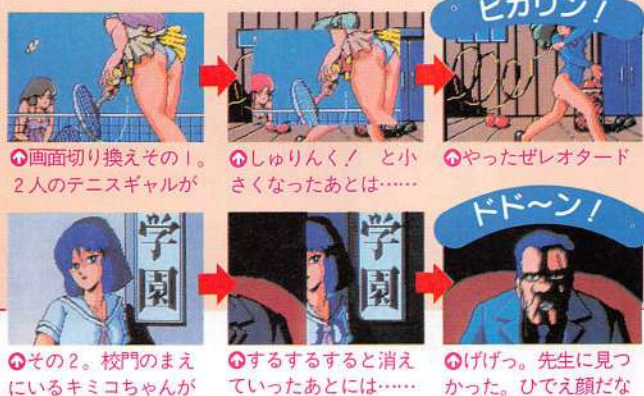 ピカリン!
⬆画面切り換えその1。
2人のテニスギャルが
⬆しゅりんく! と小
さくなったあとは……
⬆やったぜレオタード
学園
学園
ドド〜ン!
⬆その2。校門のまえ
にいるキミコちゃんが
⬆するするすると消え
ていったあとには……
⬆げげっ。先生に見つ
かった。ひでえ顔だな